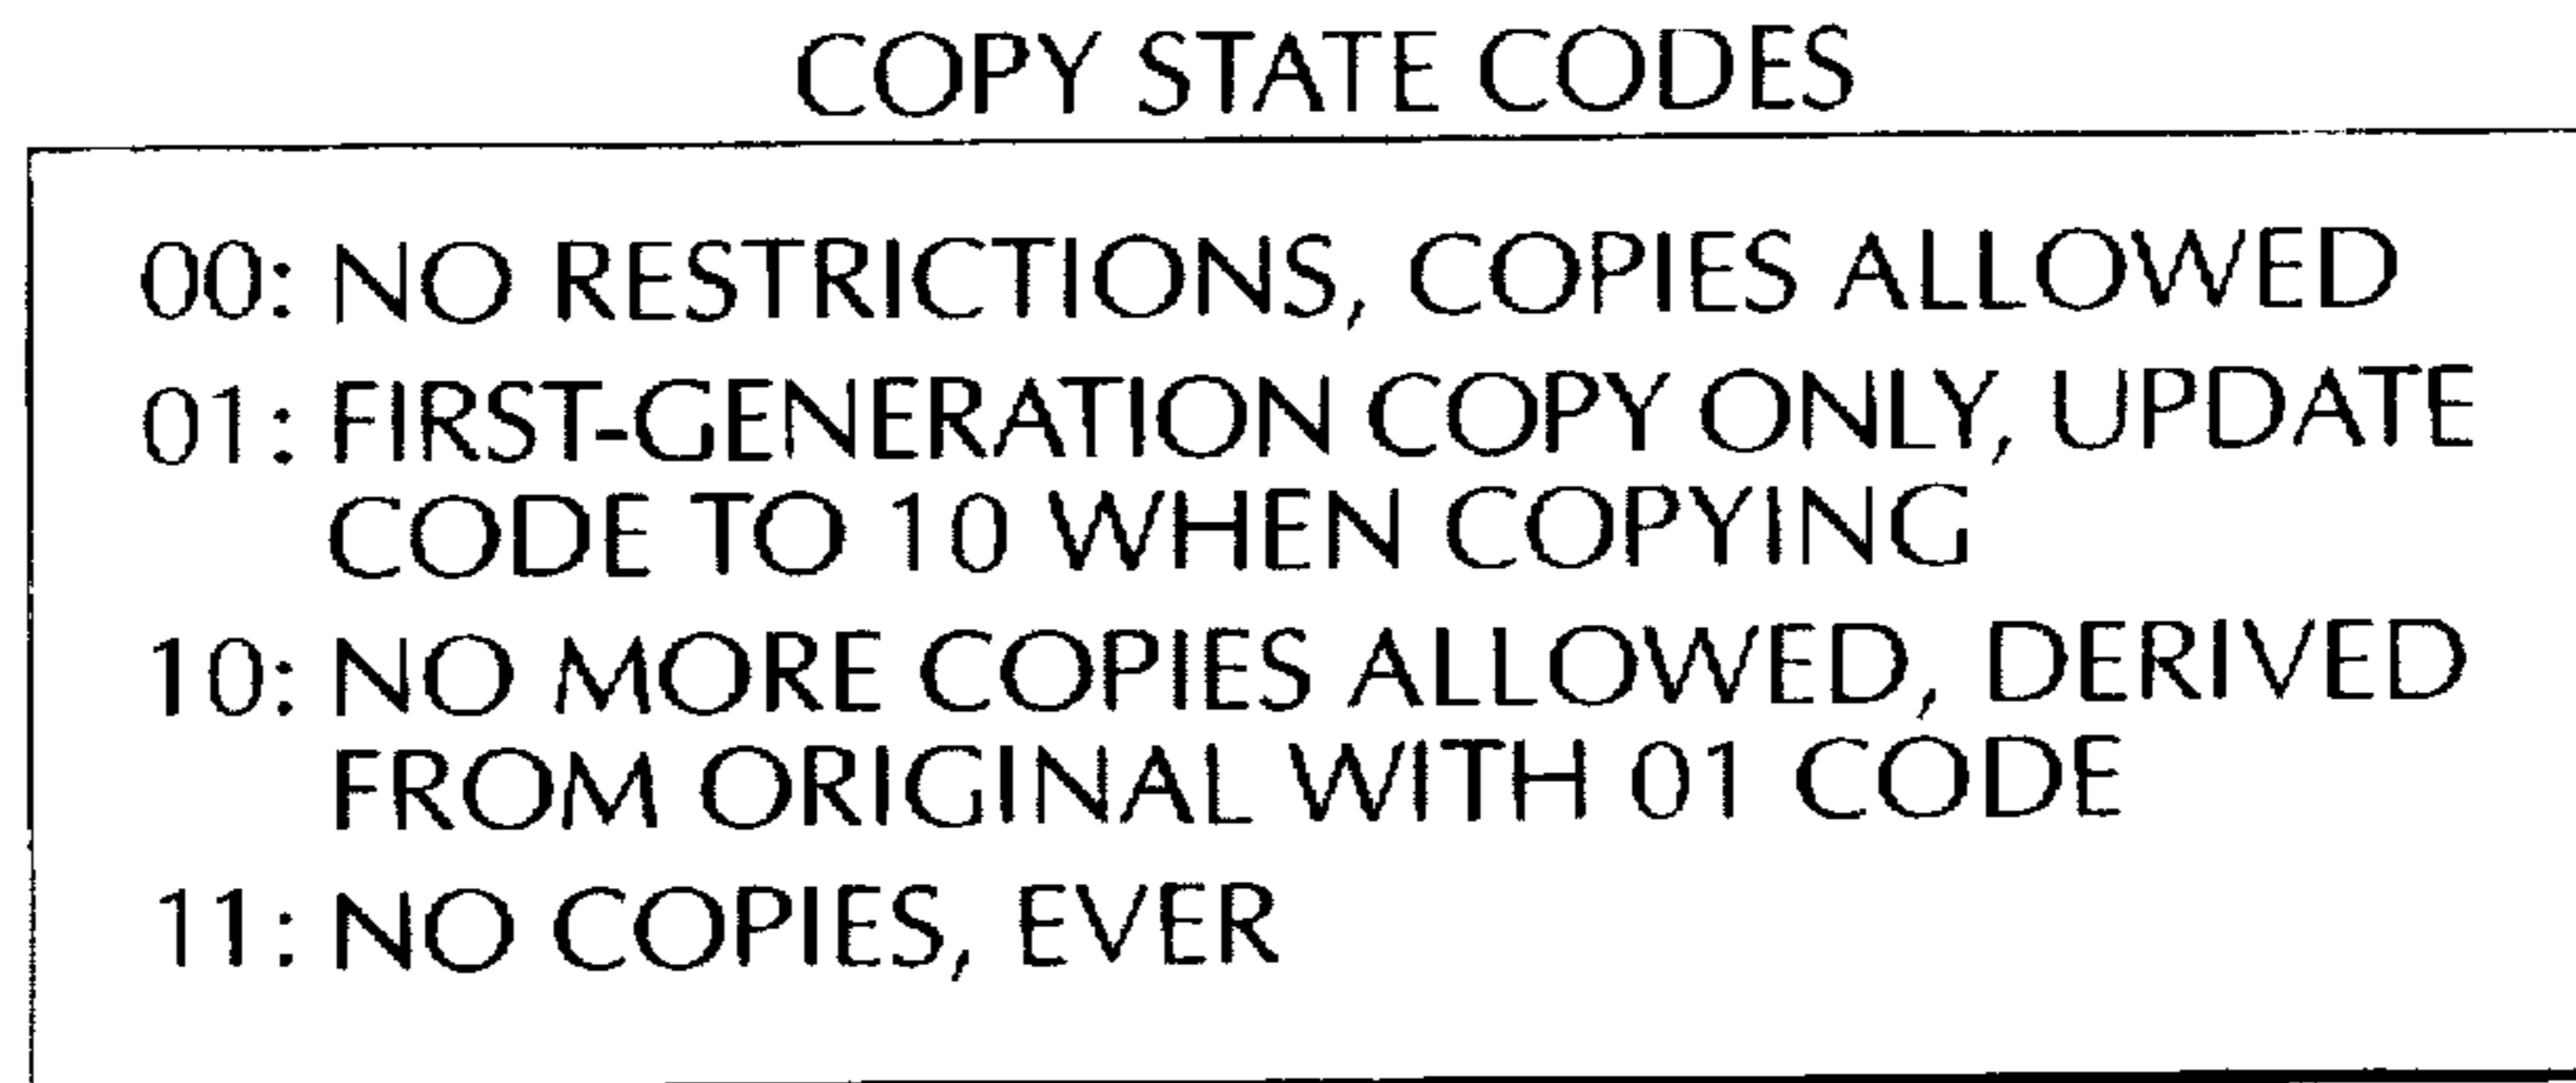 COPY STATE CODES
00: NO RESTRICTIONS, COPIES ALLOWED
01: FIRST-GENERATION COPY ONLY, UPDATE
CODE TO 10 WHEN COPYING
10: NO MORE COPIES ALLOWED, DERIVED
FROM ORIGINAL WITH 01 CODE
11: NO COPIES, EVER